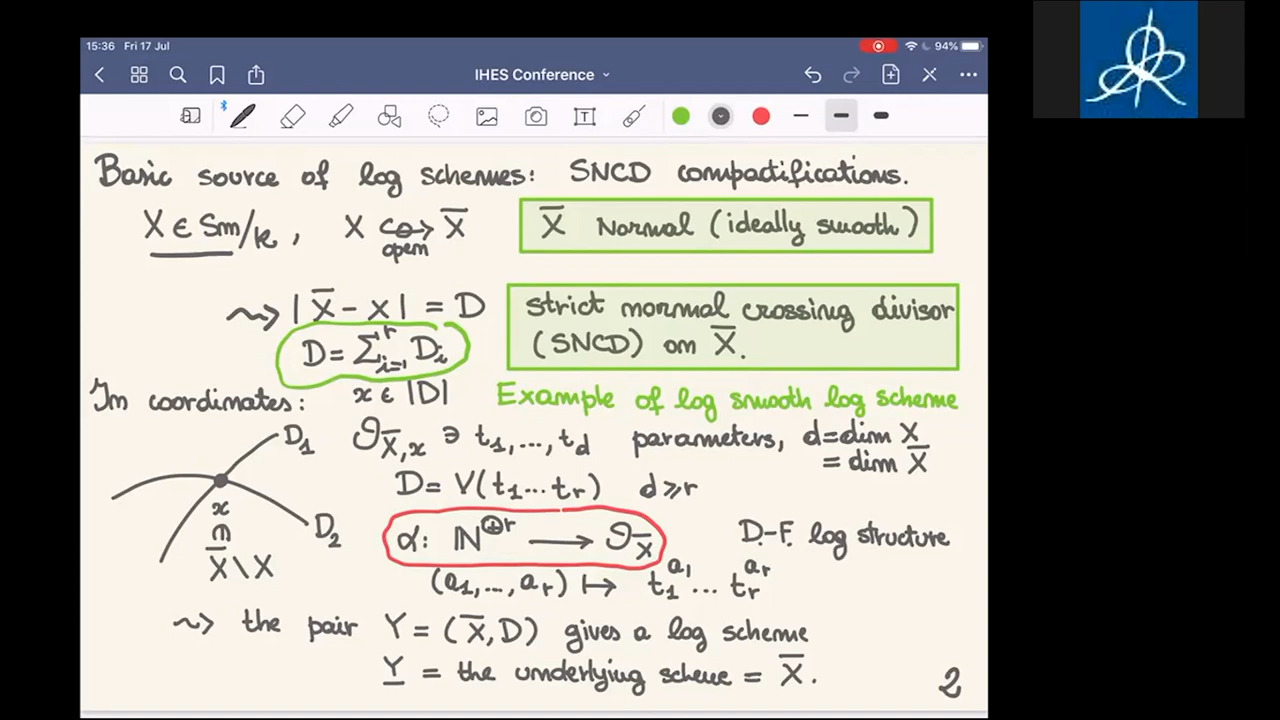 15:36 Fri 17 Jul
94%
IHES Conference
Basic source of log schemes: SNCD compactifications.
X ∈ Sm/k, X ↪ X̄
open
X̄ Normal (ideally smooth)
⇝ |X̄ - X| = D
D = Σ_{i=1}^r D_i
strict normal crossing divisor
(SNCD) on X̄.
In coordinates: x ∈ |D|
Example of log smooth log scheme
D_1
O_{X̄,x} ∋ t_1, ..., t_d parameters, d = dim X
= dim X̄
D = V(t_1 ... t_r) d ≥ r
x
∈
X̄ \ X
D_2
α: ℕ^{⊕r} ⟶ O_X̄
D.-F. log structure
(a_1, ..., a_r) ↦ t_1^{a_1} ... t_r^{a_r}
⇝ the pair Y = (X̄, D) gives a log scheme
Y̲ = the underlying scheme = X̄.
2